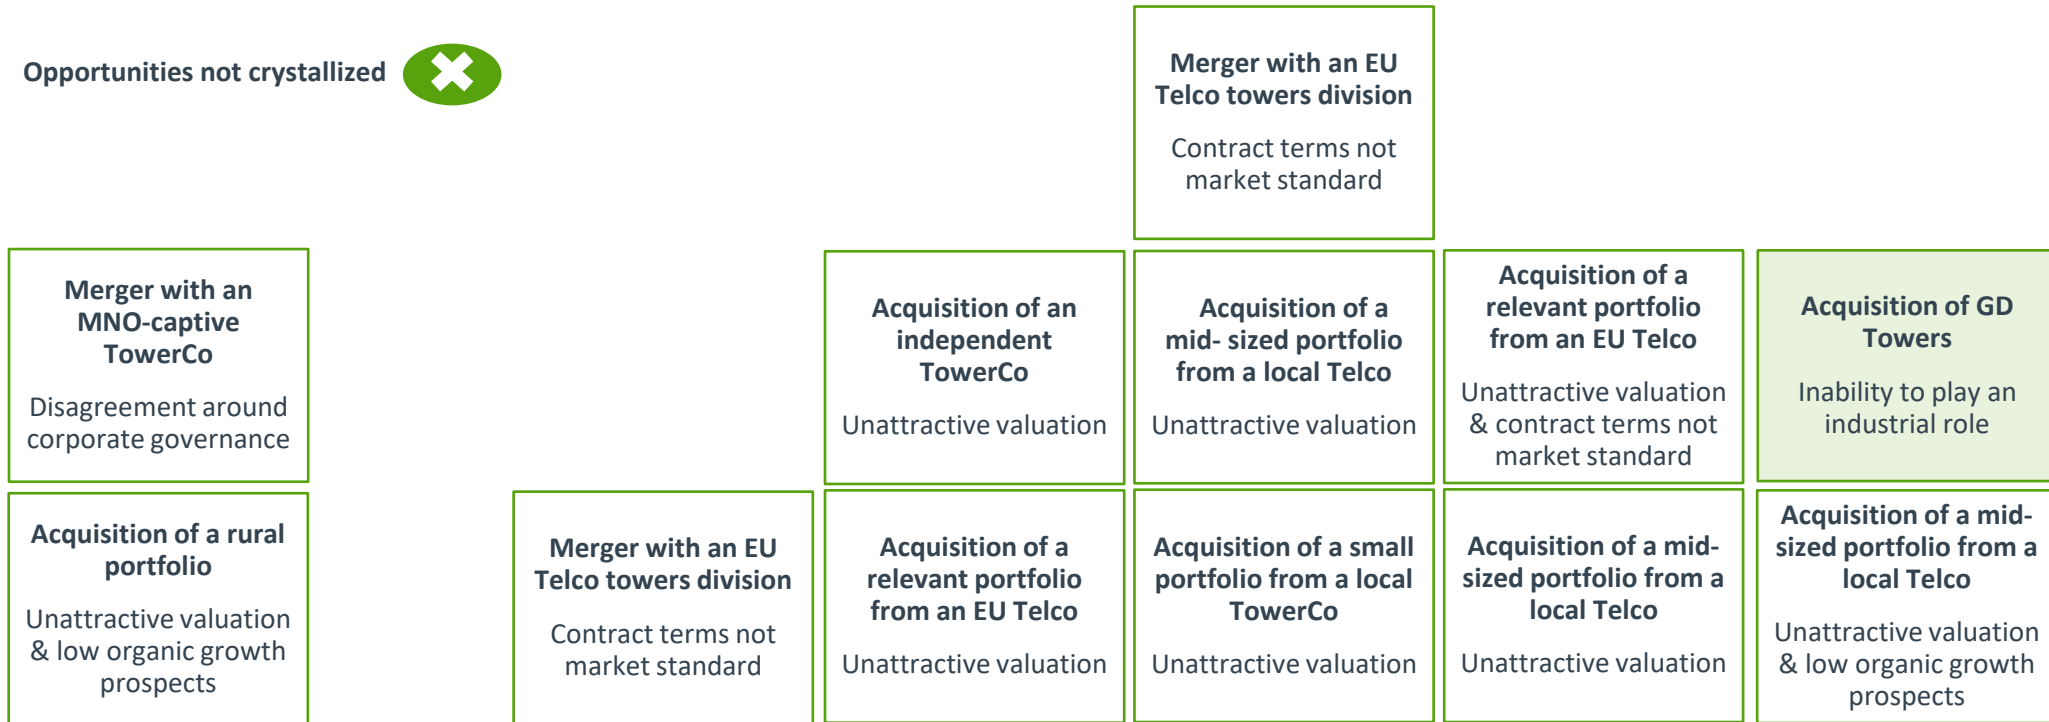 Opportunities not crystallized
Merger with an EU
Telco towers division
Contract terms not
market standard
Merger with an
MNO-captive
TowerCo
Disagreement around
corporate governance
Acquisition of an
independent
TowerCo
Unattractive valuation
Acquisition of a
mid- sized portfolio
from a local Telco
Unattractive valuation
Acquisition of a
relevant portfolio
from an EU Telco
Unattractive valuation
& contract terms not
market standard
Acquisition of GD
Towers
Inability to play an
industrial role
Acquisition of a rural
portfolio
Unattractive valuation
& low organic growth
prospects
Merger with an EU
Telco towers division
Contract terms not
market standard
Acquisition of a
relevant portfolio
from an EU Telco
Unattractive valuation
Acquisition of a small
portfolio from a local
TowerCo
Unattractive valuation
Acquisition of a mid-
sized portfolio from a
local Telco
Unattractive valuation
Acquisition of a mid-
sized portfolio from a
local Telco
Unattractive valuation
& low organic growth
prospects